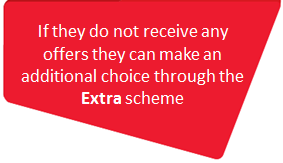 If they do not receive any
offers they can make an
additional choice through the
Extra scheme